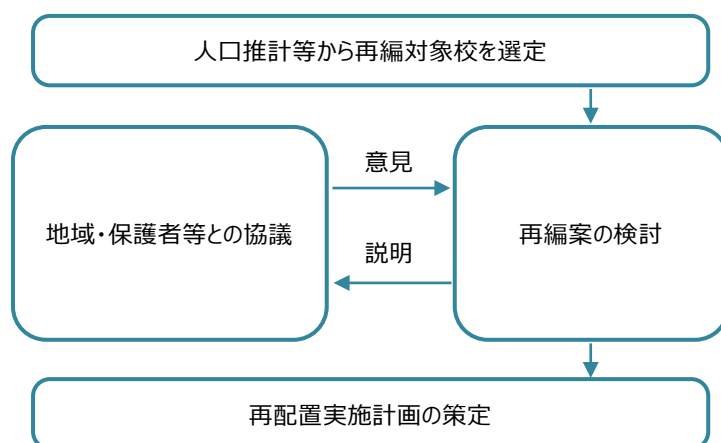 人口推計等から再編対象校を選定
意見
地域・保護者等との協議
再編案の検討
説明
再配置実施計画の策定